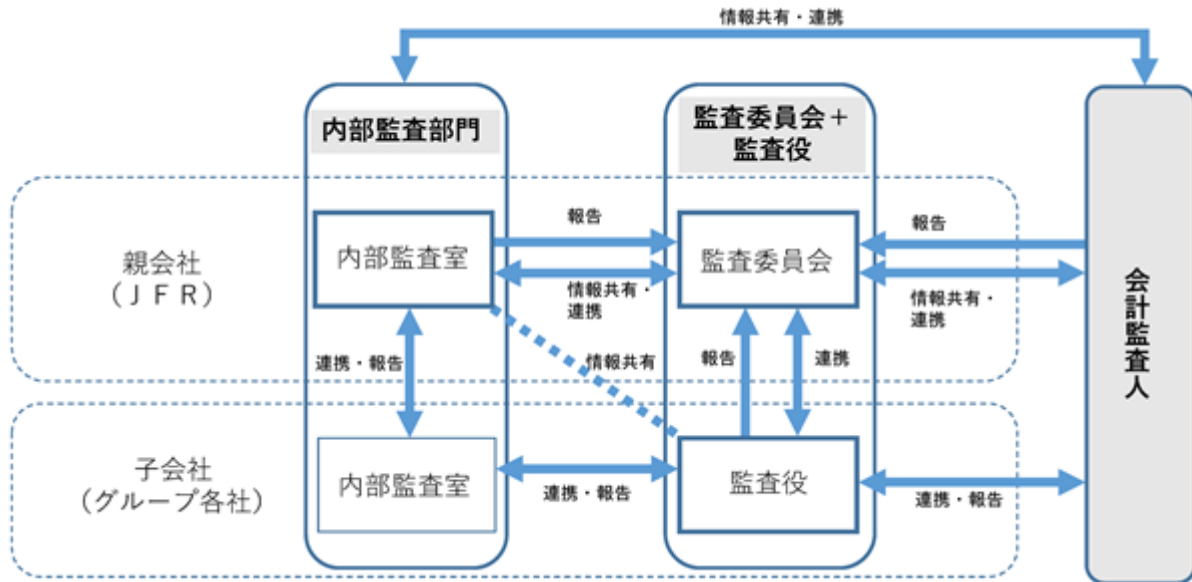 情報共有・連携
内部監査部門
監査委員会＋
監査役
親会社
（ＪＦＲ）
内部監査室
報告
情報共有・
連携
監査委員会
報告
情報共有・
連携
会計監査人
連携・報告
情報共有
報告
連携
子会社
（グループ各社）
内部監査室
連携・報告
監査役
連携・報告